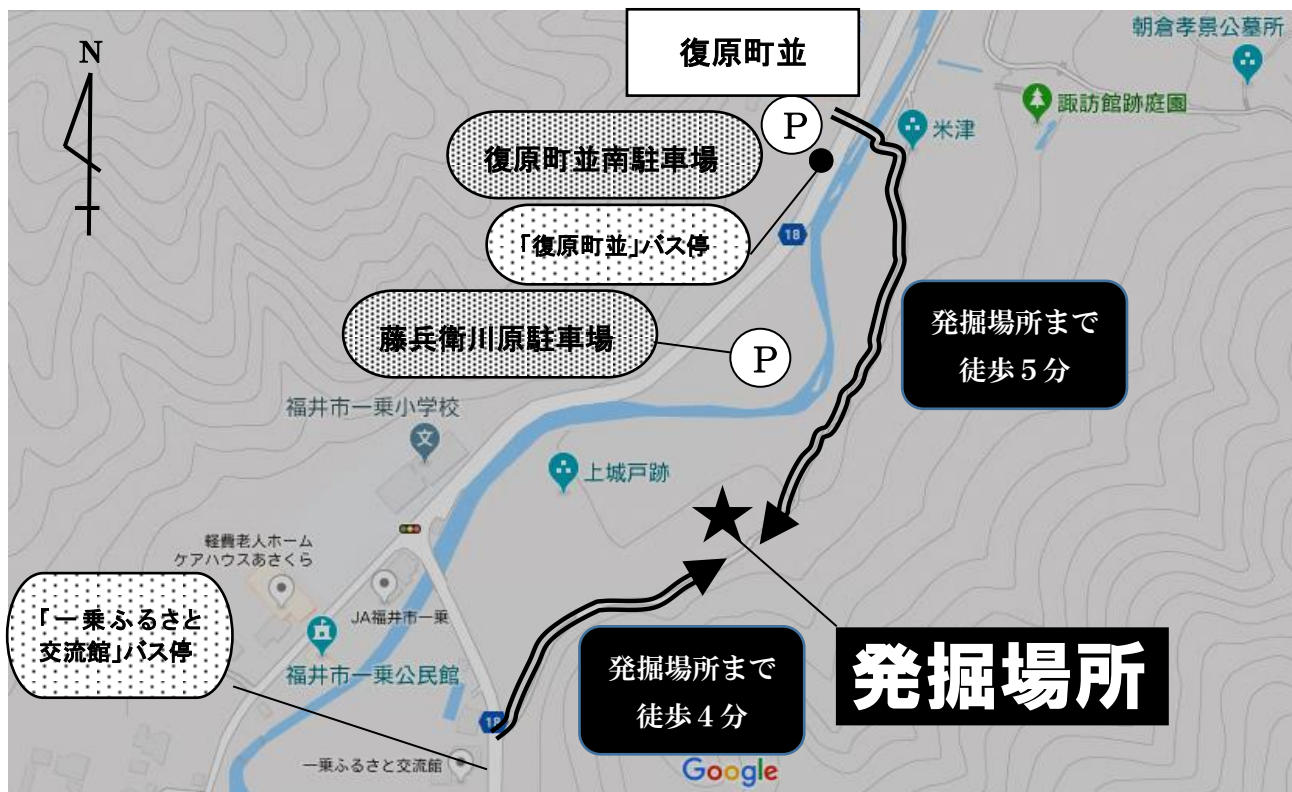 N
復原町並
朝倉孝景公墓所
諏訪館跡庭園
P
米津
復原町並南駐車場
「復原町並」バス停
18
藤兵衛川原駐車場
P
発掘場所まで
徒歩5分
福井市一乗小学校
文
上城戸跡
軽費老人ホーム
ケアハウスあさくら
JA福井市一乗
「一乗ふるさと
交流館」バス停
福井市一乗公民館
発掘場所まで
徒歩4分
発掘場所
18
一乗ふるさと交流館
Google